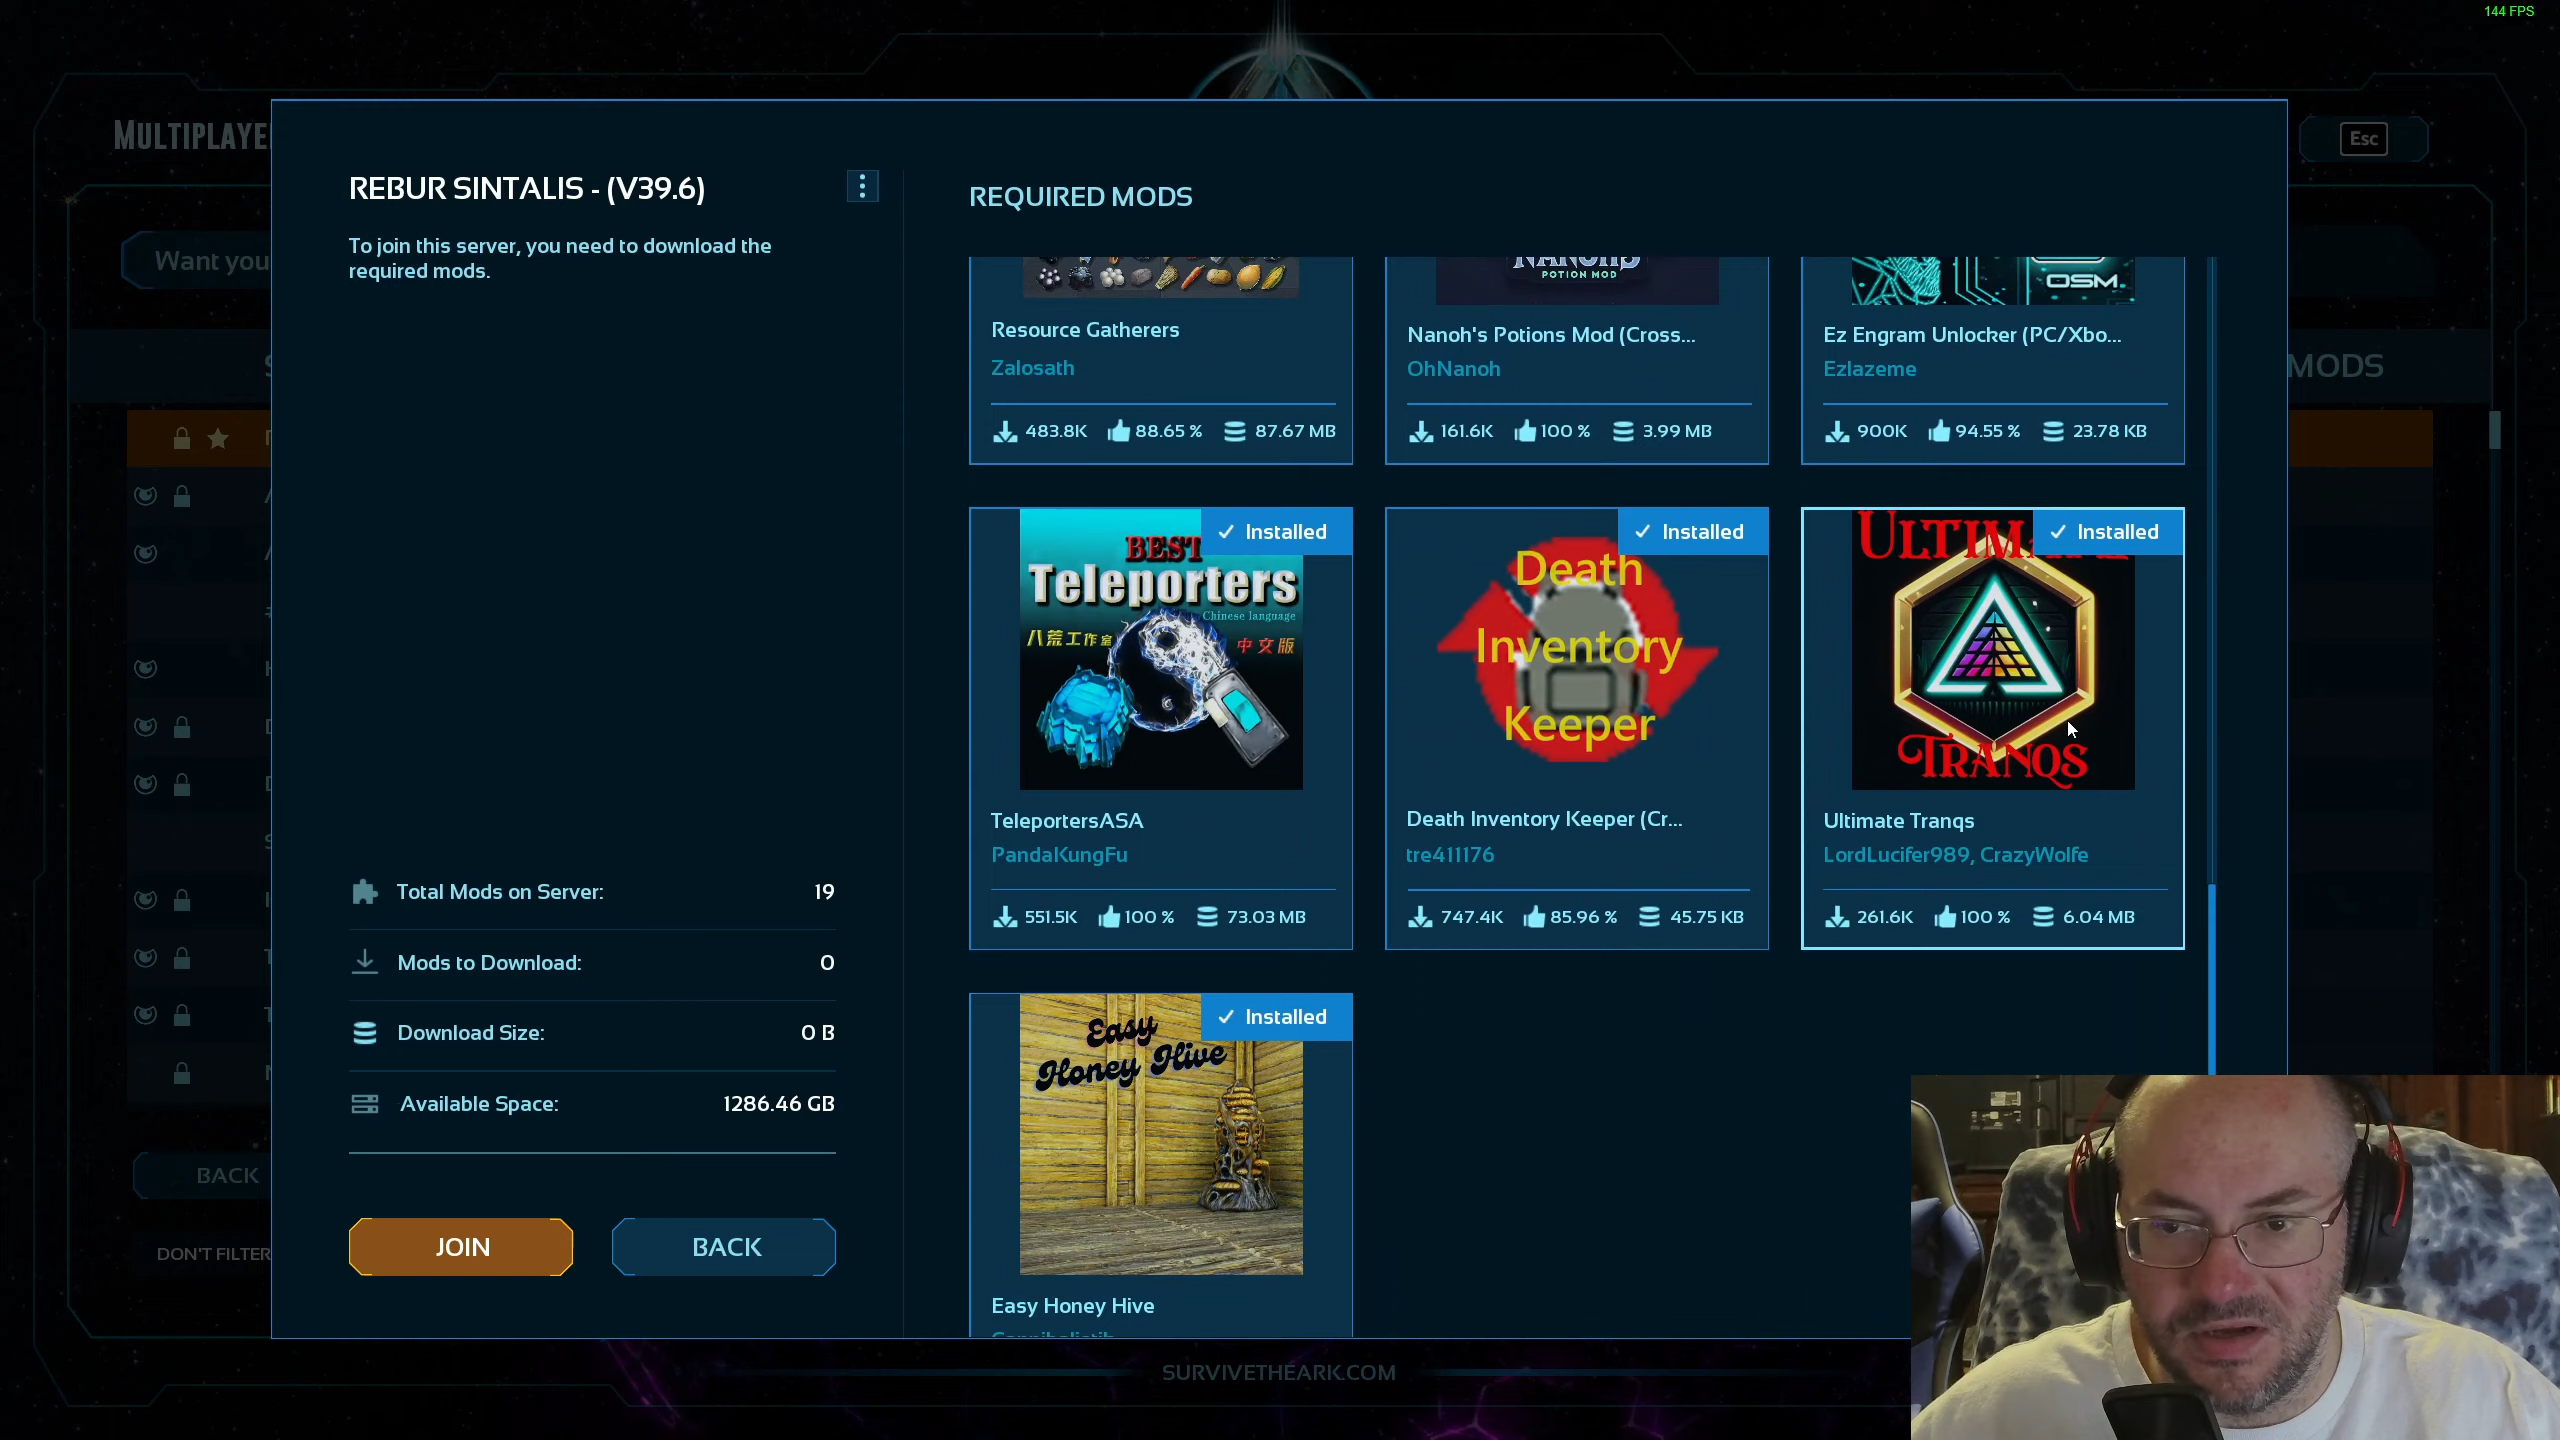 144 FPS
MULTIPLAYE
Esc
Want you
MODS
REBUR SINTALIS - (V39.6)
To join this server, you need to download the
required mods.
Total Mods on Server: 19
Mods to Download: 0
Download Size: 0 B
Available Space: 1286.46 GB
JOIN
BACK
BACK
DON'T FILTER
REQUIRED MODS
Resource Gatherers
Zalosath
483.8K 88.65 % 87.67 MB
NANOH'S
POTION MOD
Nanoh's Potions Mod (Cross...
OhNanoh
161.6K 100 % 3.99 MB
OSM.
Ez Engram Unlocker (PC/Xbo...
Ezlazeme
900K 94.55 % 23.78 KB
Installed
BEST
Teleporters
Chinese language
八荒工作室
中文版
TeleportersASA
PandaKungFu
551.5K 100 % 73.03 MB
Installed
Death
Inventory
Keeper
Death Inventory Keeper (Cr...
tre411176
747.4K 85.96 % 45.75 KB
Installed
TRANQS
Ultimate Tranqs
LordLucifer989, CrazyWolfe
261.6K 100 % 6.04 MB
Installed
Easy
Honey Hive
Easy Honey Hive
SURVIVETHEARK.COM